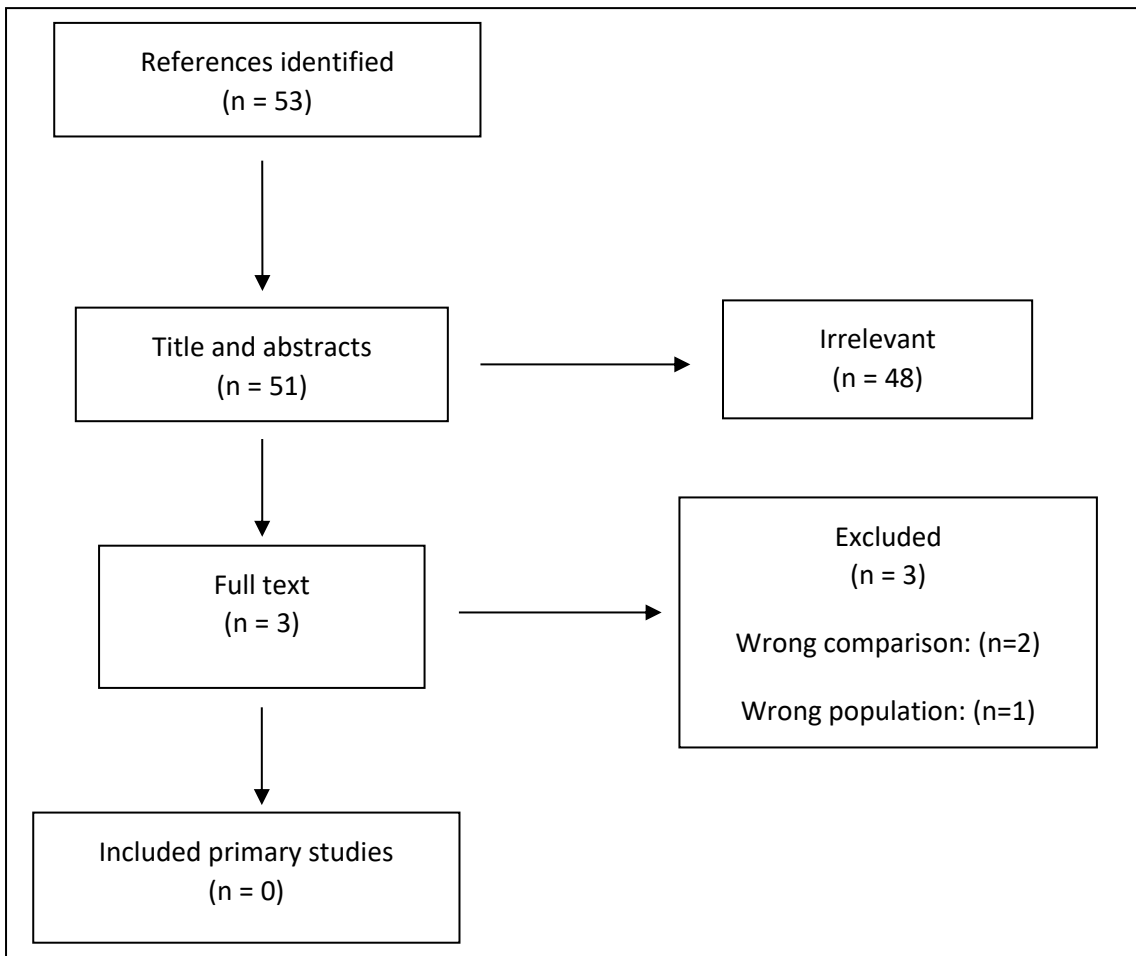 References identified
(n = 53)
Title and abstracts
(n = 51)
Irrelevant
(n = 48)
Full text
(n = 3)
Excluded
(n = 3)
Wrong comparison: (n=2)
Wrong population: (n=1)
Included primary studies
(n = 0)